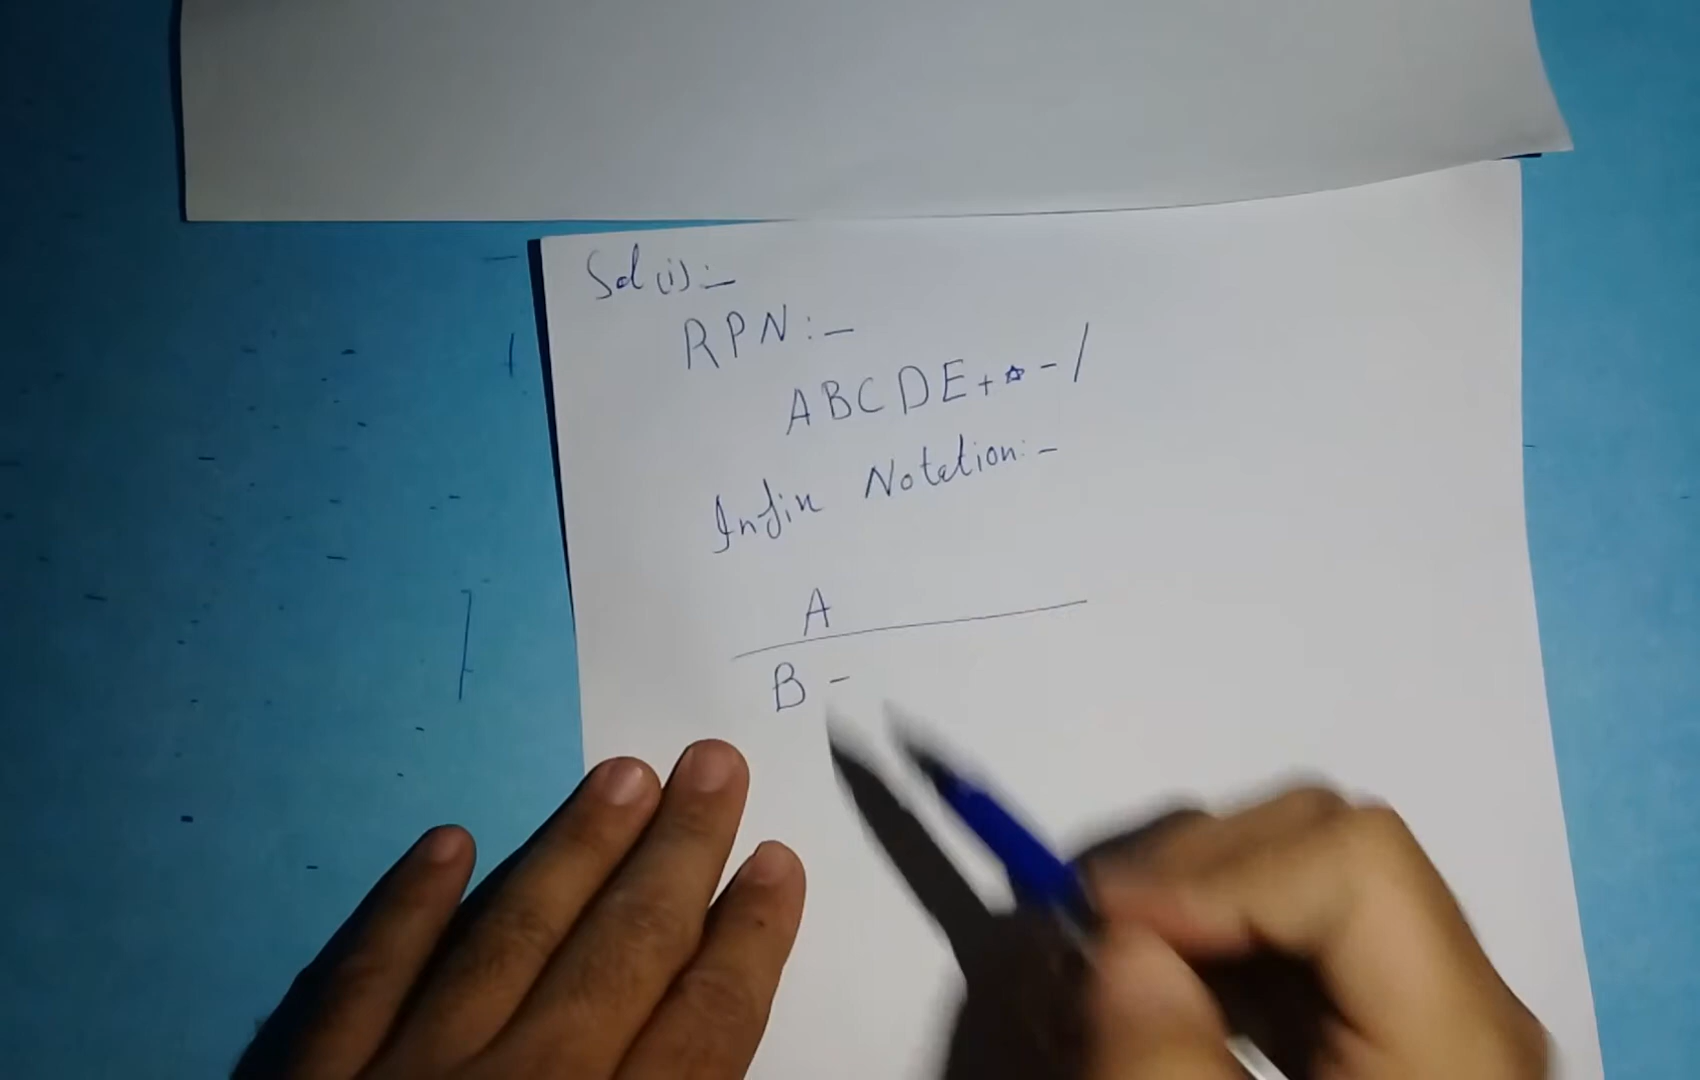 Sol (i):-
RPN:-
ABCDE+*-/
Infix Notation:-
A
B -